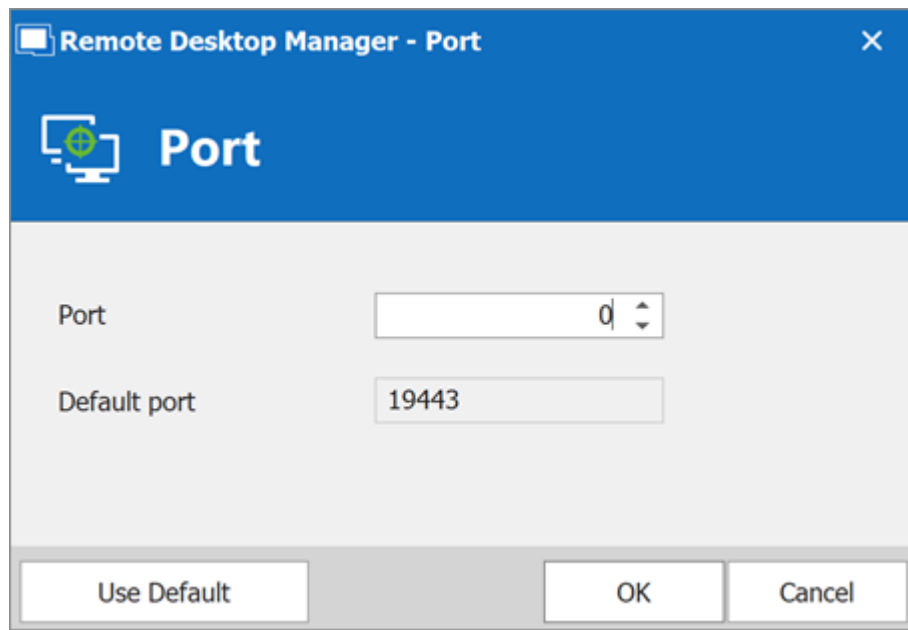 Remote Desktop Manager - Port
Port
Port 0
Default port 19443
Use Default OK Cancel